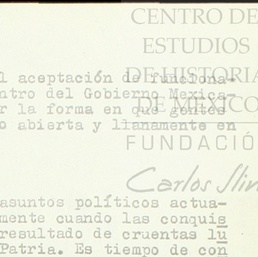 CENTRO DE
ESTUDIOS
DE HISTORIA
DE MÉXICO
FUNDACIÓ
Carlos Slim
l aceptación de funciona-
ntro del Gobierno Mexica-
r la forma en que gentes
o abierta y llanamente en
asuntos políticos actua-
mente cuando las conquis
resultado de cruentas lu
Patria. Es tiempo de con